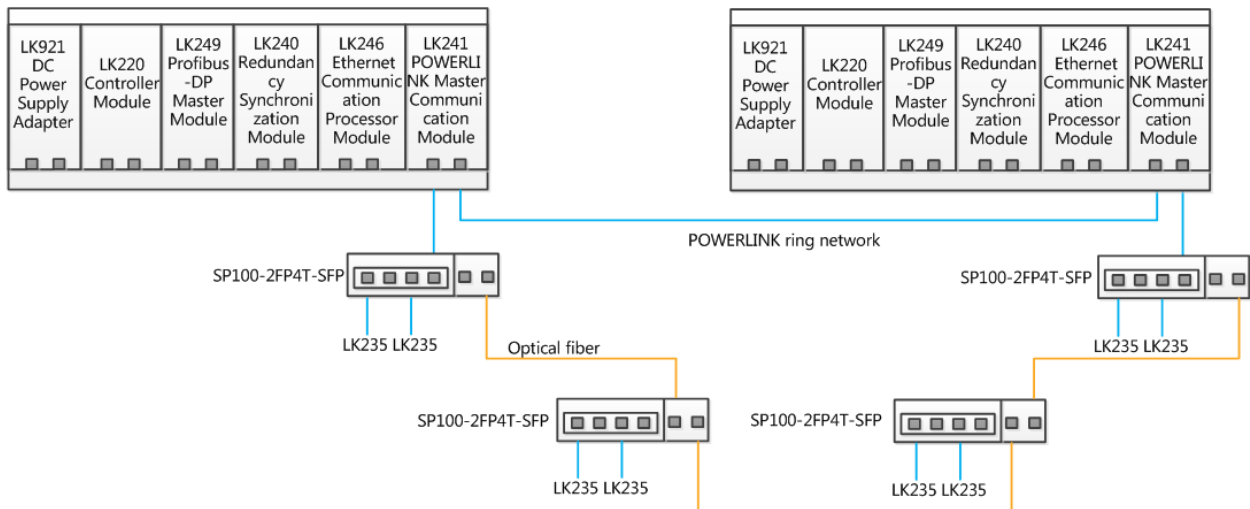 LK921
DC
Power
Supply
Adapter
LK220
Controller
Module
LK249
Profibus
-DP
Master
Module
LK240
Redundan
cy
Synchroni
zation
Module
LK246
Ethernet
Communic
ation
Processor
Module
LK241
POWERLI
NK Master
Communi
cation
Module
LK921
DC
Power
Supply
Adapter
LK220
Controller
Module
LK249
Profibus
-DP
Master
Module
LK240
Redundan
cy
Synchroni
zation
Module
LK246
Ethernet
Communic
ation
Processor
Module
LK241
POWERLI
NK Master
Communi
cation
Module
POWERLINK ring network
SP100-2FP4T-SFP
SP100-2FP4T-SFP
LK235 LK235
Optical fiber
LK235 LK235
SP100-2FP4T-SFP
SP100-2FP4T-SFP
LK235 LK235
LK235 LK235